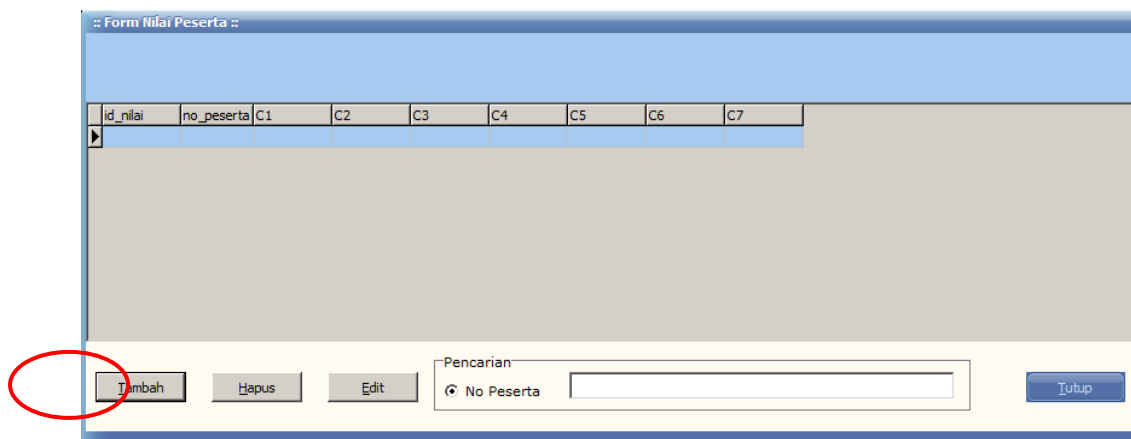 :: Form Nilai Peserta ::
id_nilai no_peserta C1 C2 C3 C4 C5 C6 C7
Pencarian
Tambah Hapus Edit No Peserta Tutup